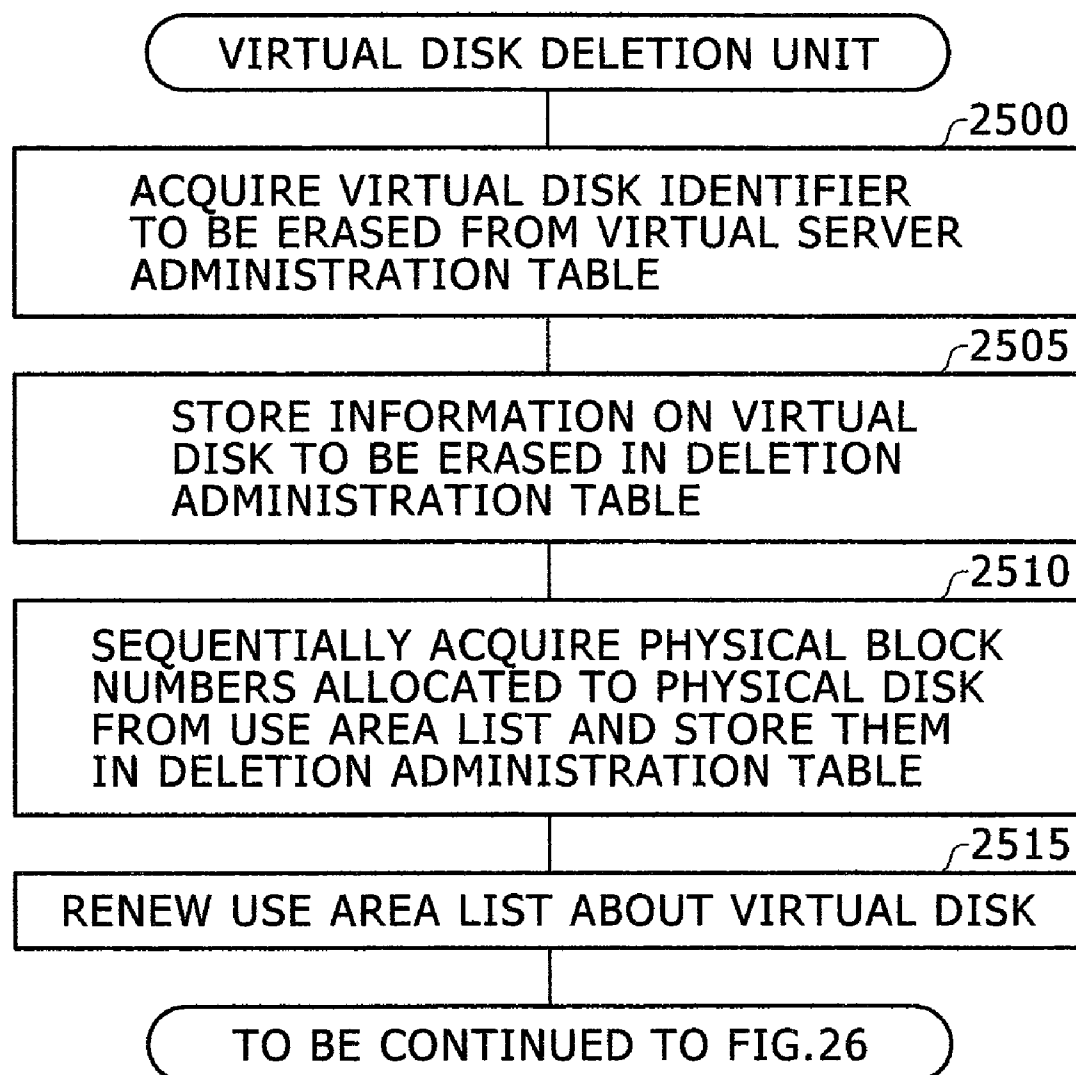 VIRTUAL DISK DELETION UNIT
2500
ACQUIRE VIRTUAL DISK IDENTIFIER
TO BE ERASED FROM VIRTUAL SERVER
ADMINISTRATION TABLE
2505
STORE INFORMATION ON VIRTUAL
DISK TO BE ERASED IN DELETION
ADMINISTRATION TABLE
2510
SEQUENTIALLY ACQUIRE PHYSICAL BLOCK
NUMBERS ALLOCATED TO PHYSICAL DISK
FROM USE AREA LIST AND STORE THEM
IN DELETION ADMINISTRATION TABLE
2515
RENEW USE AREA LIST ABOUT VIRTUAL DISK
TO BE CONTINUED TO FIG.26